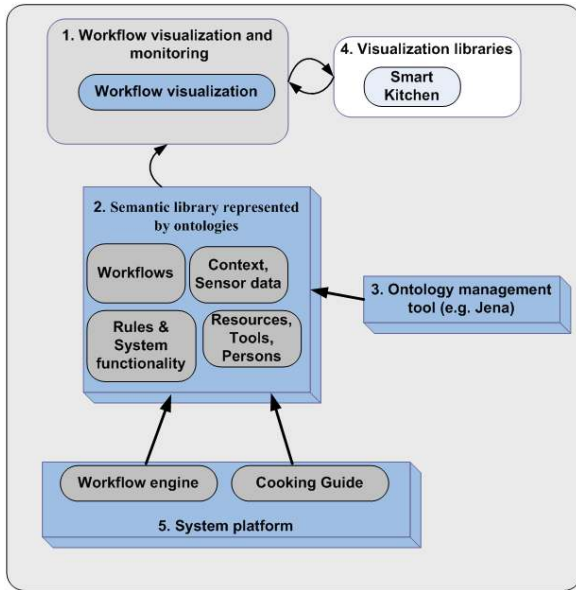 1. Workflow visualization and
monitoring
Workflow visualization
4. Visualization libraries
Smart
Kitchen
2. Semantic library represented
by ontologies
Workflows
Context,
Sensor data
Rules &
System
functionality
Resources,
Tools,
Persons
3. Ontology management
tool (e.g. Jena)
Workflow engine
Cooking Guide
5. System platform